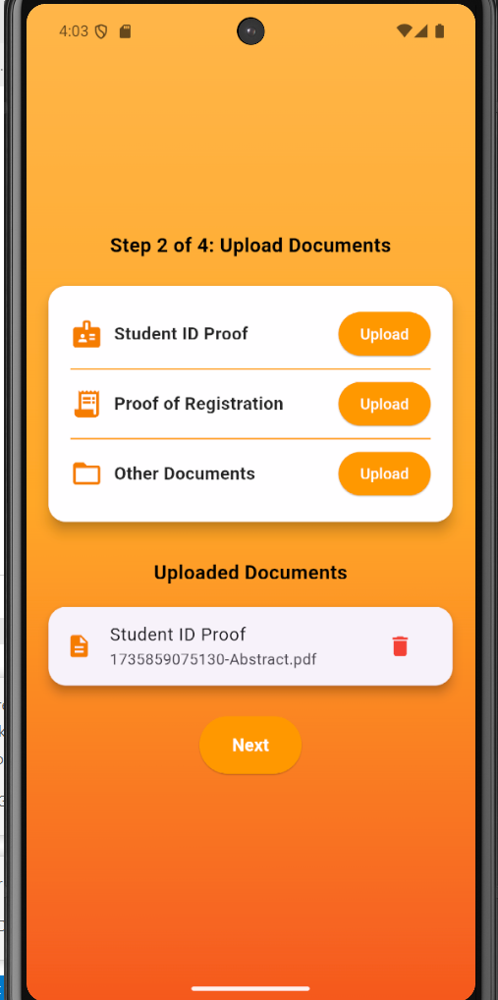 4:03
Step 2 of 4: Upload Documents
Student ID Proof Upload
Proof of Registration Upload
Other Documents Upload
Uploaded Documents
Student ID Proof
1735859075130-Abstract.pdf
Next